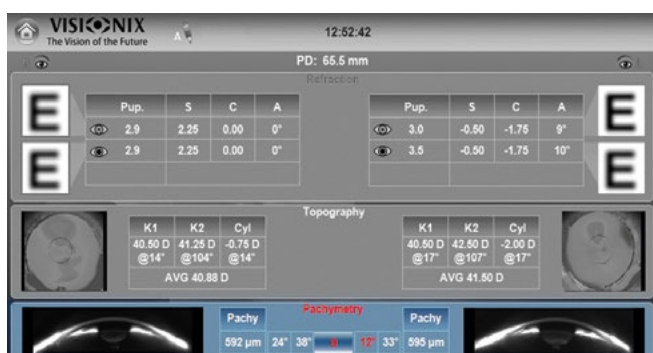 VISIONIX
The Vision of the Future
A
12:52:42
PD: 65.5 mm
Refraction
E
Pup. S C A
2.9 2.25 0.00 0°
2.9 2.25 0.00 0°
E
Pup. S C A
3.0 -0.50 -1.75 9°
3.5 -0.50 -1.75 10°
E
E
Topography
K1 K2 Cyl
40.50 D 41.25 D -0.75 D
@14° @104° @14°
AVG 40.88 D
K1 K2 Cyl
40.50 D 42.50 D -2.00 D
@17° @107° @17°
AVG 41.50 D
Pachymetry
Pachy
592 µm 24° 38°
12° 33° 595 µm
Pachy